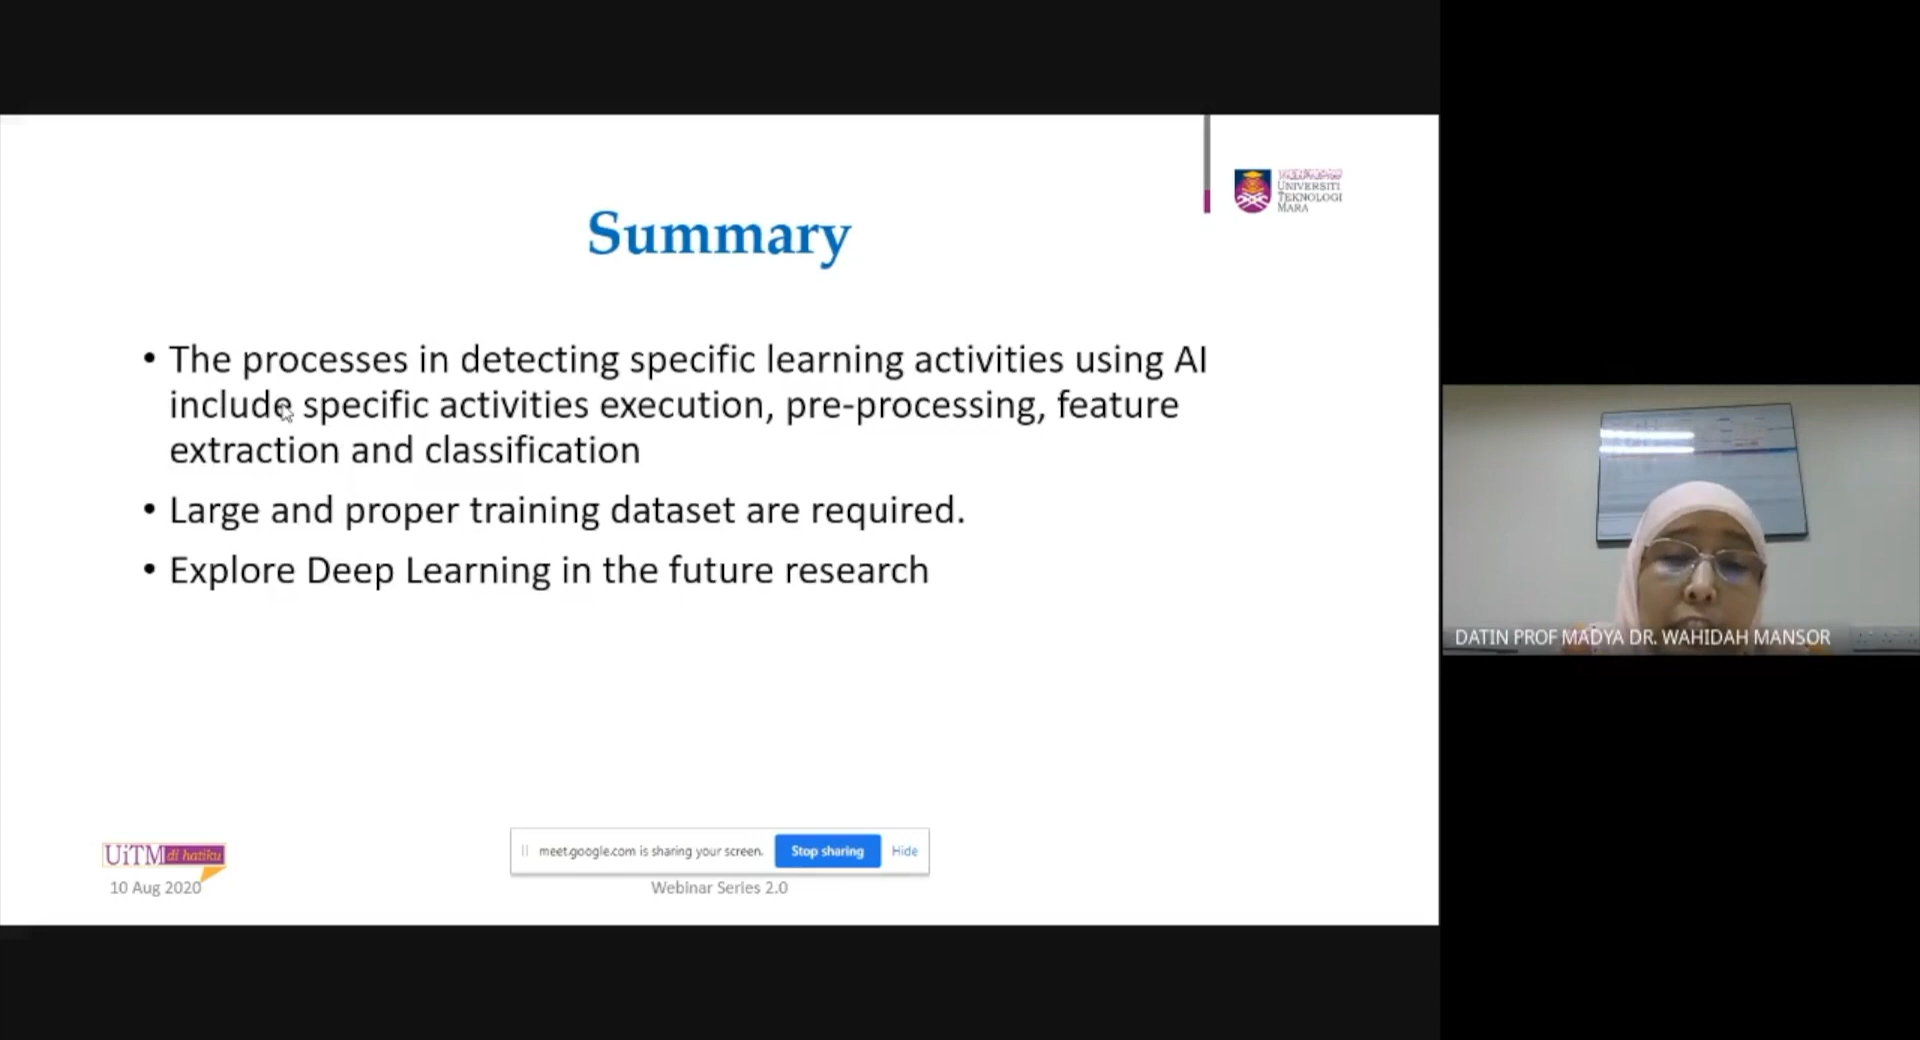 UNIVERSITI
TEKNOLOGI
MARA
Summary
• The processes in detecting specific learning activities using AI
include specific activities execution, pre-processing, feature
extraction and classification
• Large and proper training dataset are required.
• Explore Deep Learning in the future research
DATIN PROF MADYA DR. WAHIDAH MANSOR
UiTM di hatiku
meet.google.com is sharing your screen. Stop sharing Hide
10 Aug 2020
Webinar Series 2.0